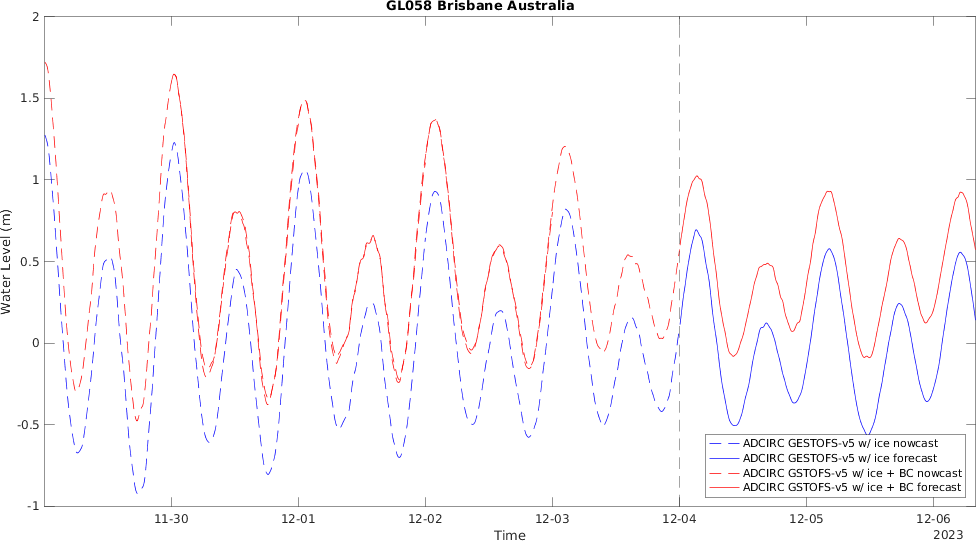 GL058 Brisbane Australia
2
1.5
1
0.5
0
-0.5
-1
Water Level (m)
11-30
12-01
12-02
12-03
12-04
12-05
12-06
Time
2023
ADCIRC GESTOFS-v5 w/ ice nowcast
ADCIRC GESTOFS-v5 w/ ice forecast
ADCIRC GSTOFS-v5 w/ ice + BC nowcast
ADCIRC GSTOFS-v5 w/ ice + BC forecast